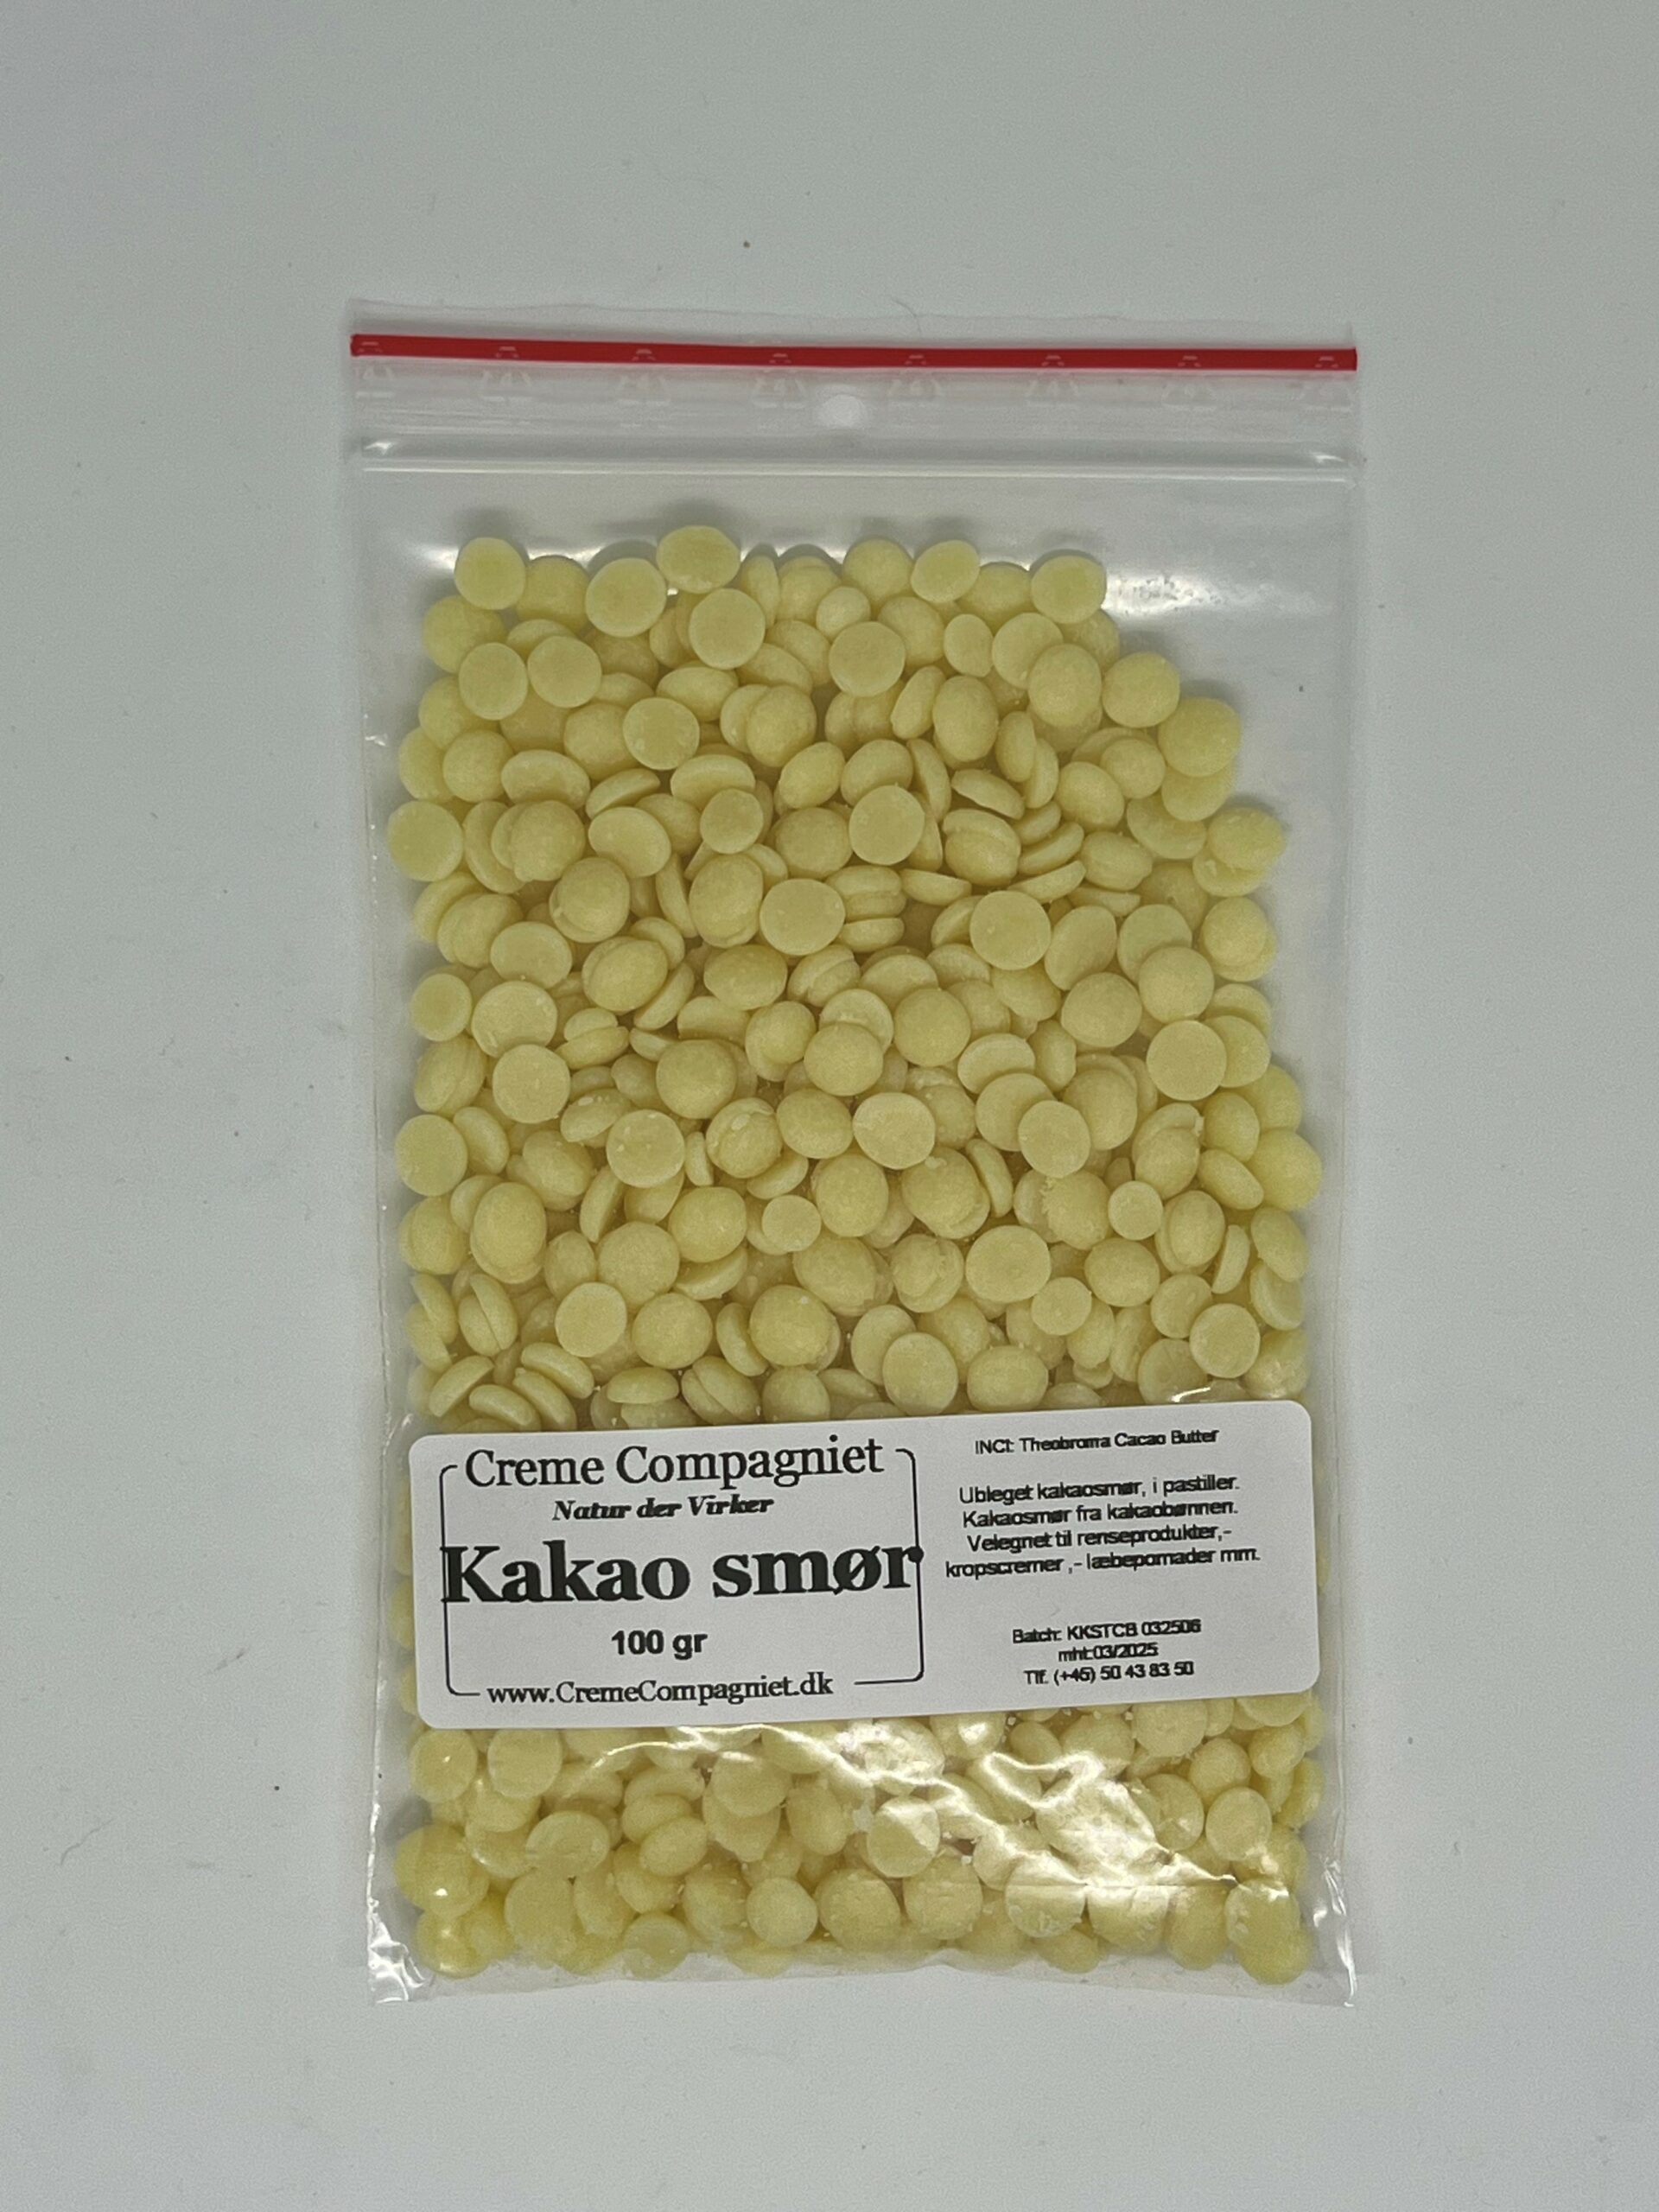 Creme Compagniet
Natur der Virker
Kakao smør
100 gr
www.CremeCompagniet.dk
INCI: Theobroma Cacao Butter
Ubleget kakaosmør, i pastiller.
Kakaosmør fra kakaobønnen.
Velegnet til renseprodukter,-
kropscremer ,- læbepomader mm.
Batch: KKSTCB 032506
mht:03/2025
Tlf. (+45) 50 43 83 50